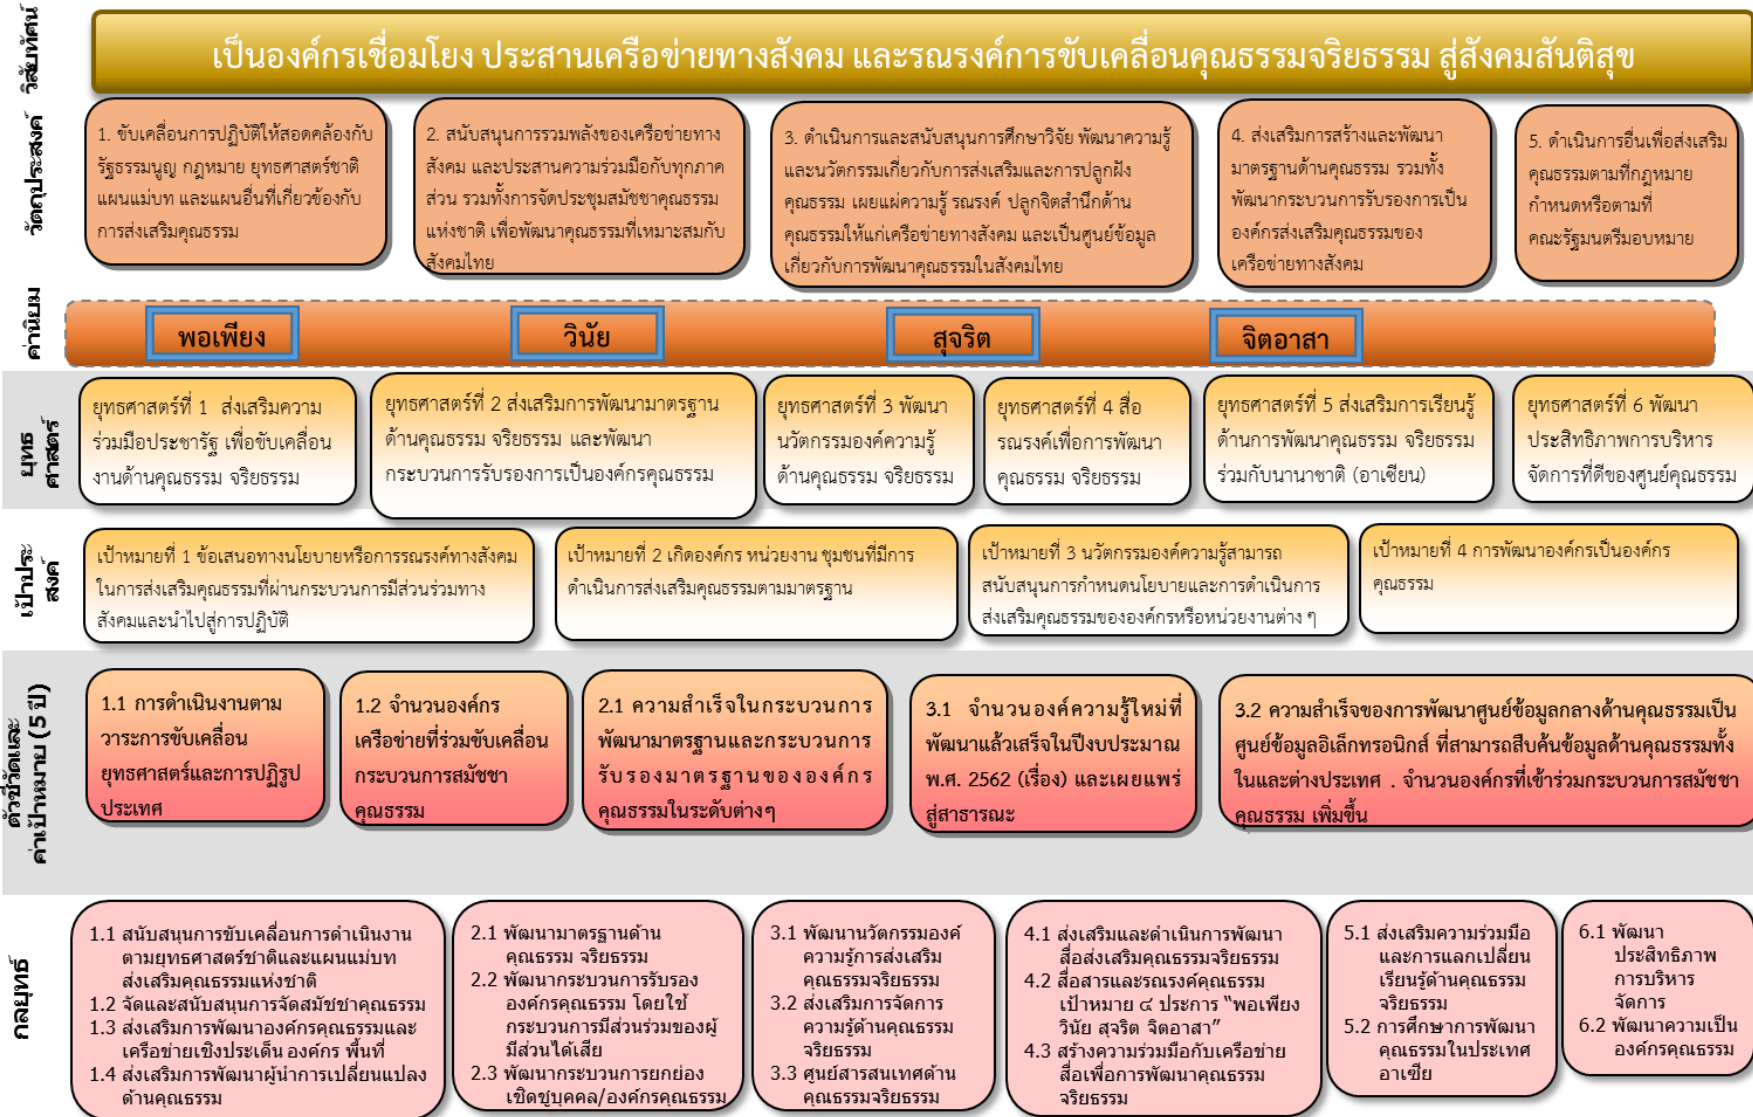 วิสัยทัศน์
เป็นองค์กรเชื่อมโยง ประสานเครือข่ายทางสังคม และรณรงค์การขับเคลื่อนคุณธรรมจริยธรรม สู่สังคมสันติสุข
วัตถุประสงค์
1. ขับเคลื่อนการปฏิบัติให้สอดคล้องกับ
รัฐธรรมนูญ กฎหมาย ยุทธศาสตร์ชาติ
แผนแม่บท และแผนอื่นที่เกี่ยวข้องกับ
การส่งเสริมคุณธรรม
2. สนับสนุนการรวมพลังของเครือข่ายทาง
สังคม และประสานความร่วมมือกับทุกภาค
ส่วน รวมทั้งการจัดประชุมสมัชชาคุณธรรม
แห่งชาติ เพื่อพัฒนาคุณธรรมที่เหมาะสมกับ
สังคมไทย
3. ดำเนินการและสนับสนุนการศึกษาวิจัย พัฒนาความรู้
และนวัตกรรมเกี่ยวกับการส่งเสริมและการปลูกฝัง
คุณธรรม เผยแผ่ความรู้ รณรงค์ ปลูกจิตสำนึกด้าน
คุณธรรมให้แก่เครือข่ายทางสังคม และเป็นศูนย์ข้อมูล
เกี่ยวกับการพัฒนาคุณธรรมในสังคมไทย
4. ส่งเสริมการสร้างและพัฒนา
มาตรฐานด้านคุณธรรม รวมทั้ง
พัฒนากระบวนการรับรองการเป็น
องค์กรส่งเสริมคุณธรรมของ
เครือข่ายทางสังคม
5. ดำเนินการอื่นเพื่อส่งเสริม
คุณธรรมตามที่กฎหมาย
กำหนดหรือตามที่
คณะรัฐมนตรีมอบหมาย
ค่านิยม
พอเพียง
วินัย
สุจริต
จิตอาสา
ยุทธ
ศาสตร์
ยุทธศาสตร์ที่ 1 ส่งเสริมความ
ร่วมมือประชารัฐ เพื่อขับเคลื่อน
งานด้านคุณธรรม จริยธรรม
ยุทธศาสตร์ที่ 2 ส่งเสริมการพัฒนามาตรฐาน
ด้านคุณธรรม จริยธรรม และพัฒนา
กระบวนการรับรองการเป็นองค์กรคุณธรรม
ยุทธศาสตร์ที่ 3 พัฒนา
นวัตกรรมองค์ความรู้
ด้านคุณธรรม จริยธรรม
ยุทธศาสตร์ที่ 4 สื่อ
รณรงค์เพื่อการพัฒนา
คุณธรรม จริยธรรม
ยุทธศาสตร์ที่ 5 ส่งเสริมการเรียนรู้
ด้านการพัฒนาคุณธรรม จริยธรรม
ร่วมกับนานาชาติ (อาเซียน)
ยุทธศาสตร์ที่ 6 พัฒนา
ประสิทธิภาพการบริหาร
จัดการที่ดีของศูนย์คุณธรรม
เป้าประ
สงค์
เป้าหมายที่ 1 ข้อเสนอทางนโยบายหรือการรณรงค์ทางสังคม
ในการส่งเสริมคุณธรรมที่ผ่านกระบวนการมีส่วนร่วมทาง
สังคมและนำไปสู่การปฏิบัติ
เป้าหมายที่ 2 เกิดองค์กร หน่วยงาน ชุมชนที่มีการ
ดำเนินการส่งเสริมคุณธรรมตามมาตรฐาน
เป้าหมายที่ 3 นวัตกรรมองค์ความรู้สามารถ
สนับสนุนการกำหนดนโยบายและการดำเนินการ
ส่งเสริมคุณธรรมขององค์กรหรือหน่วยงานต่าง ๆ
เป้าหมายที่ 4 การพัฒนาองค์กรเป็นองค์กร
คุณธรรม
ตัวชี้วัดและ
ค่าเป้าหมาย (5 ปี)
1.1 การดำเนินงานตาม
วาระการขับเคลื่อน
ยุทธศาสตร์และการปฏิรูป
ประเทศ
1.2 จำนวนองค์กร
เครือข่ายที่ร่วมขับเคลื่อน
กระบวนการสมัชชา
คุณธรรม
2.1 ความสำเร็จในกระบวนการ
พัฒนามาตรฐานและกระบวนการ
รับรองมาตรฐานขององค์กร
คุณธรรมในระดับต่างๆ
3.1 จำนวนองค์ความรู้ใหม่ที่
พัฒนาแล้วเสร็จในปีงบประมาณ
พ.ศ. 2562 (เรื่อง) และเผยแพร่
สู่สาธารณะ
3.2 ความสำเร็จของการพัฒนาศูนย์ข้อมูลกลางด้านคุณธรรมเป็น
ศูนย์ข้อมูลอิเล็กทรอนิกส์ ที่สามารถสืบค้นข้อมูลด้านคุณธรรมทั้ง
ในและต่างประเทศ . จำนวนองค์กรที่เข้าร่วมกระบวนการสมัชชา
คุณธรรม เพิ่มขึ้น
กลยุทธ์
1.1 สนับสนุนการขับเคลื่อนการดำเนินงาน
ตามยุทธศาสตร์ชาติและแผนแม่บท
ส่งเสริมคุณธรรมแห่งชาติ
1.2 จัดและสนับสนุนการจัดสมัชชาคุณธรรม
1.3 ส่งเสริมการพัฒนาองค์กรคุณธรรมและ
เครือข่ายเชิงประเด็น องค์กร พื้นที่
1.4 ส่งเสริมการพัฒนาผู้นำการเปลี่ยนแปลง
ด้านคุณธรรม
2.1 พัฒนามาตรฐานด้าน
คุณธรรม จริยธรรม
2.2 พัฒนากระบวนการรับรอง
องค์กรคุณธรรม โดยใช้
กระบวนการมีส่วนร่วมของผู้
มีส่วนได้เสีย
2.3 พัฒนากระบวนการยกย่อง
เชิดชูบุคคล/องค์กรคุณธรรม
3.1 พัฒนานวัตกรรมองค์
ความรู้การส่งเสริม
คุณธรรมจริยธรรม
3.2 ส่งเสริมการจัดการ
ความรู้ด้านคุณธรรม
จริยธรรม
3.3 ศูนย์สารสนเทศด้าน
คุณธรรมจริยธรรม
4.1 ส่งเสริมและดำเนินการพัฒนา
สื่อส่งเสริมคุณธรรมจริยธรรม
4.2 สื่อสารและรณรงค์คุณธรรม
เป้าหมาย ๔ ประการ “พอเพียง
วินัย สุจริต จิตอาสา”
4.3 สร้างความร่วมมือกับเครือข่าย
สื่อเพื่อการพัฒนาคุณธรรม
จริยธรรม
5.1 ส่งเสริมความร่วมมือ
และการแลกเปลี่ยน
เรียนรู้ด้านคุณธรรม
จริยธรรม
5.2 การศึกษาการพัฒนา
คุณธรรมในประเทศ
อาเซีย
6.1 พัฒนา
ประสิทธิภาพ
การบริหาร
จัดการ
6.2 พัฒนาความเป็น
องค์กรคุณธรรม